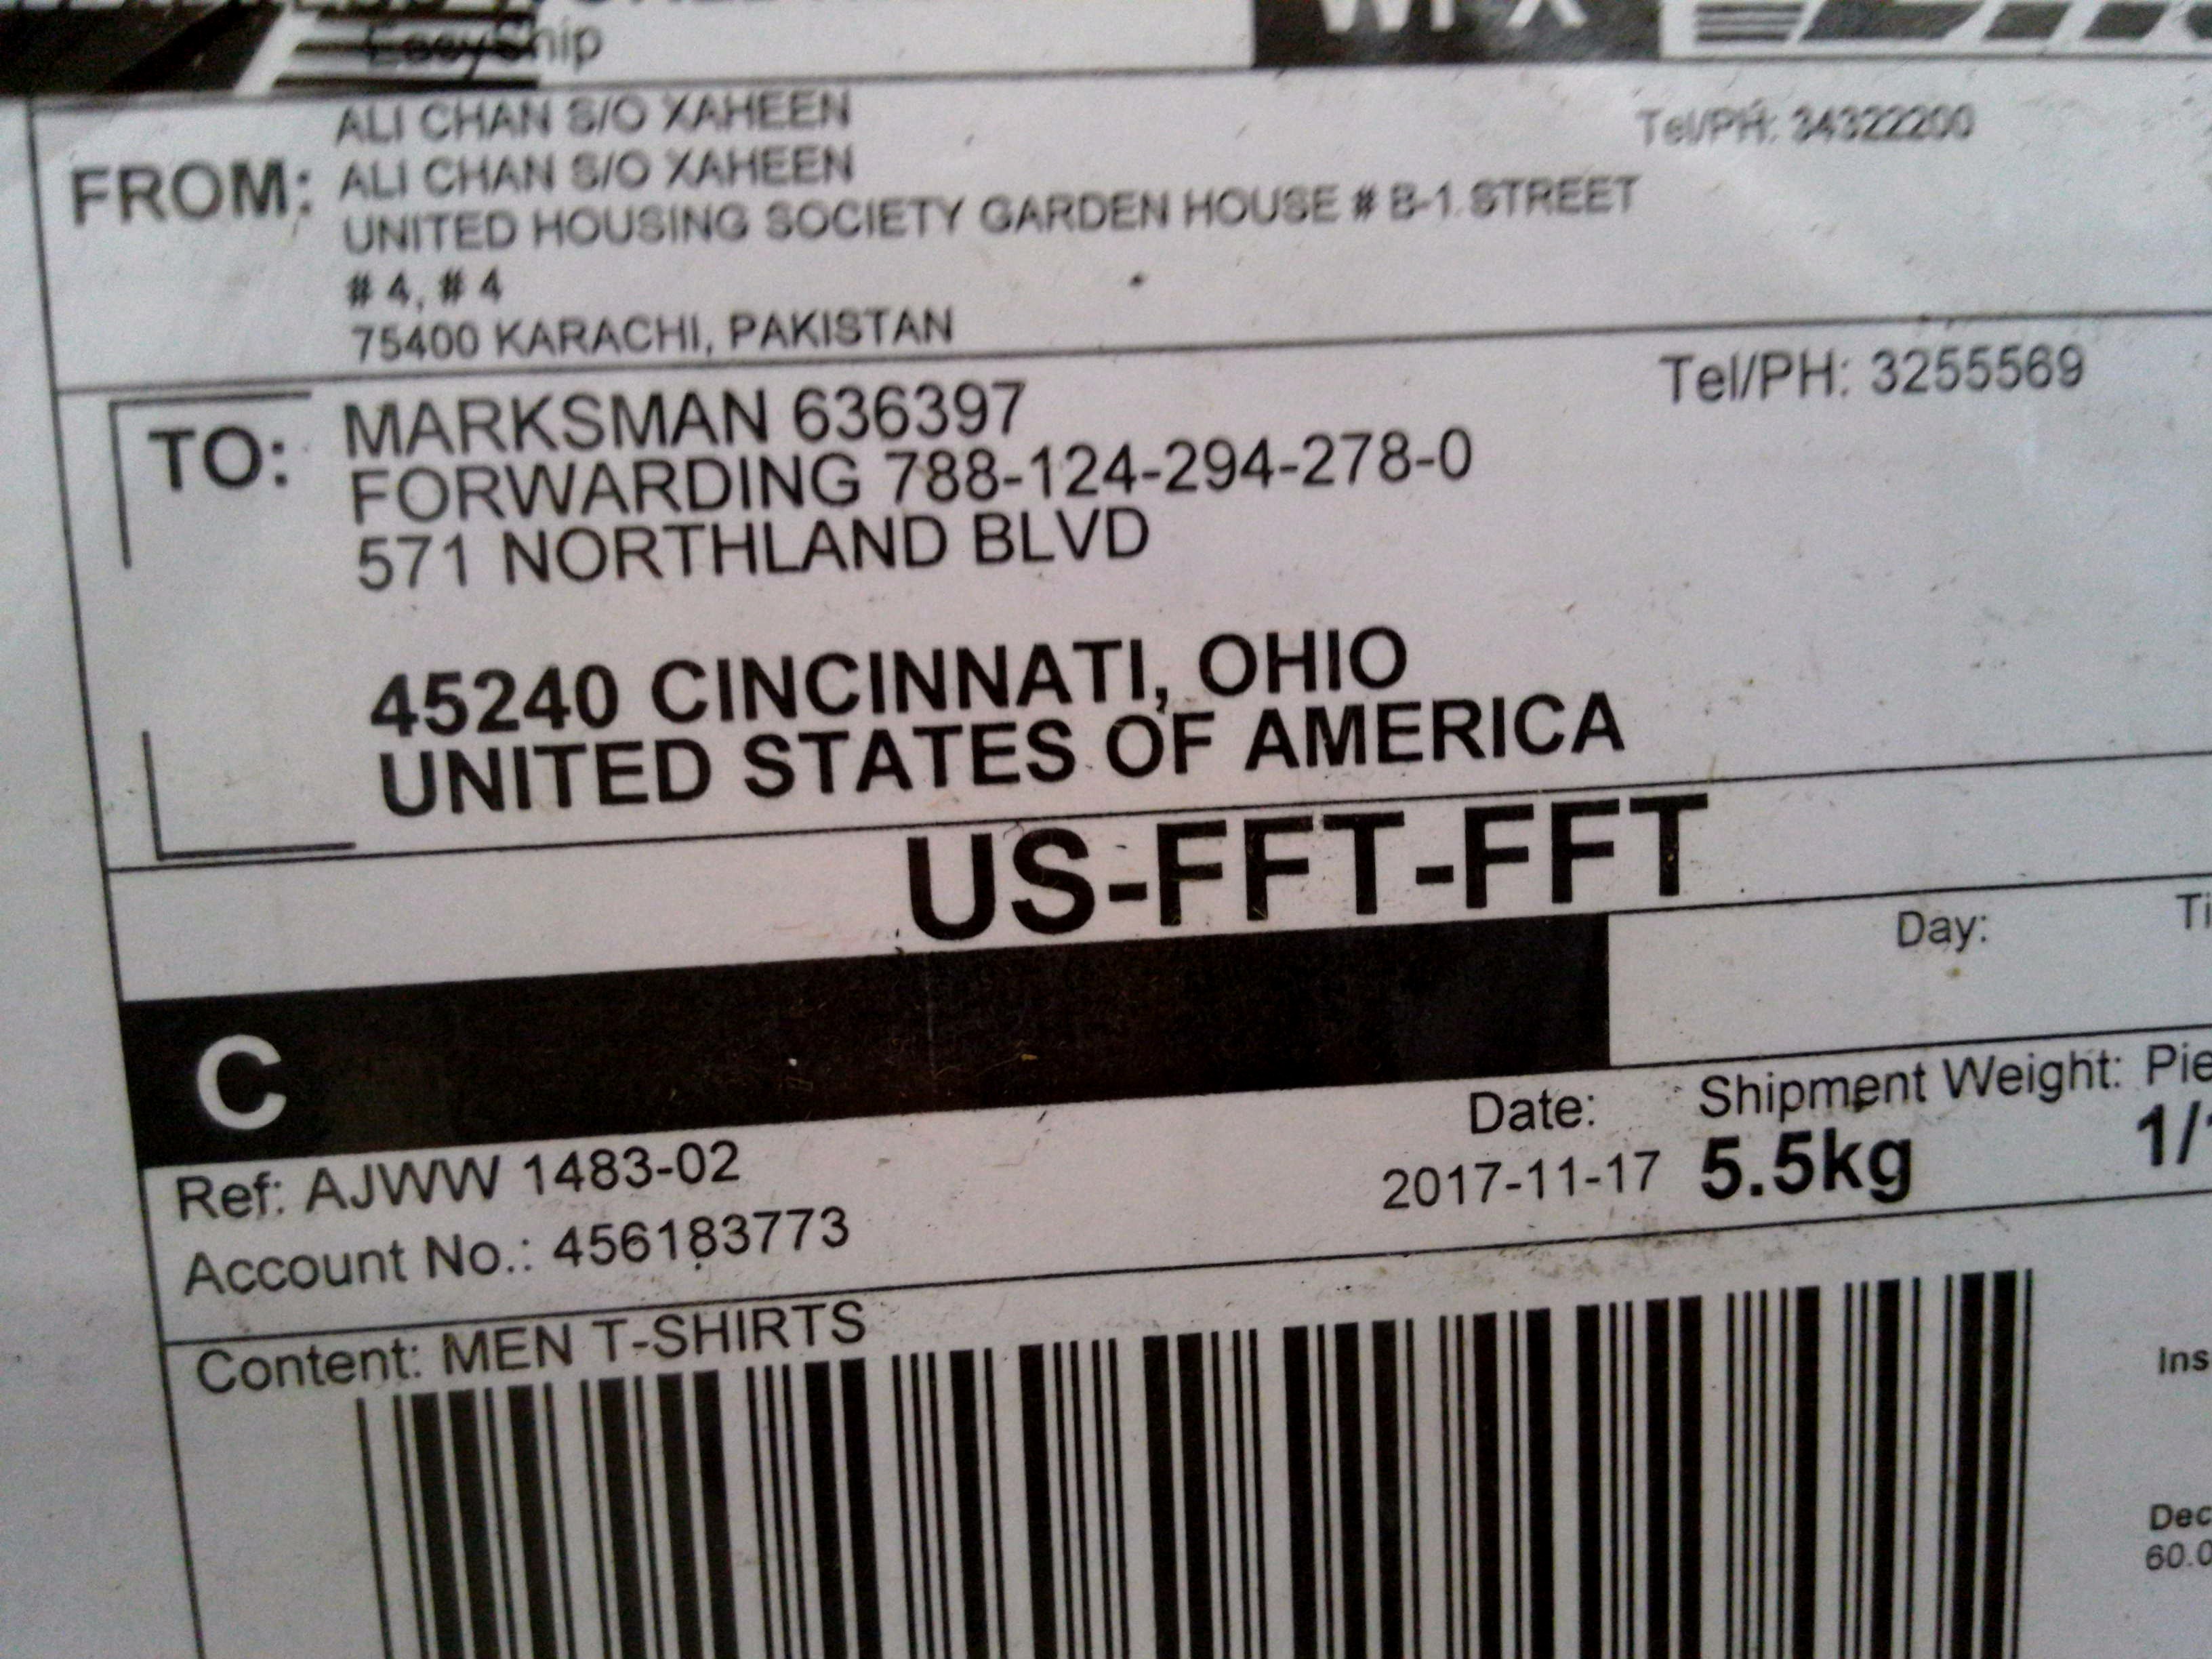 EasyShip
WPX
ALI CHAN S/O XAHEEN
Tel/PH: 34322200
FROM: ALI CHAN S/O XAHEEN
UNITED HOUSING SOCIETY GARDEN HOUSE # B-1 STREET
# 4, # 4
75400 KARACHI, PAKISTAN
Tel/PH: 3255569
TO: MARKSMAN 636397
FORWARDING 788-124-294-278-0
571 NORTHLAND BLVD
45240 CINCINNATI, OHIO
UNITED STATES OF AMERICA
US-FFT-FFT
Day:
C
Date: Shipment Weight:
Ref: AJWW 1483-02
2017-11-17 5.5kg
Account No.: 456183773
Content: MEN T-SHIRTS